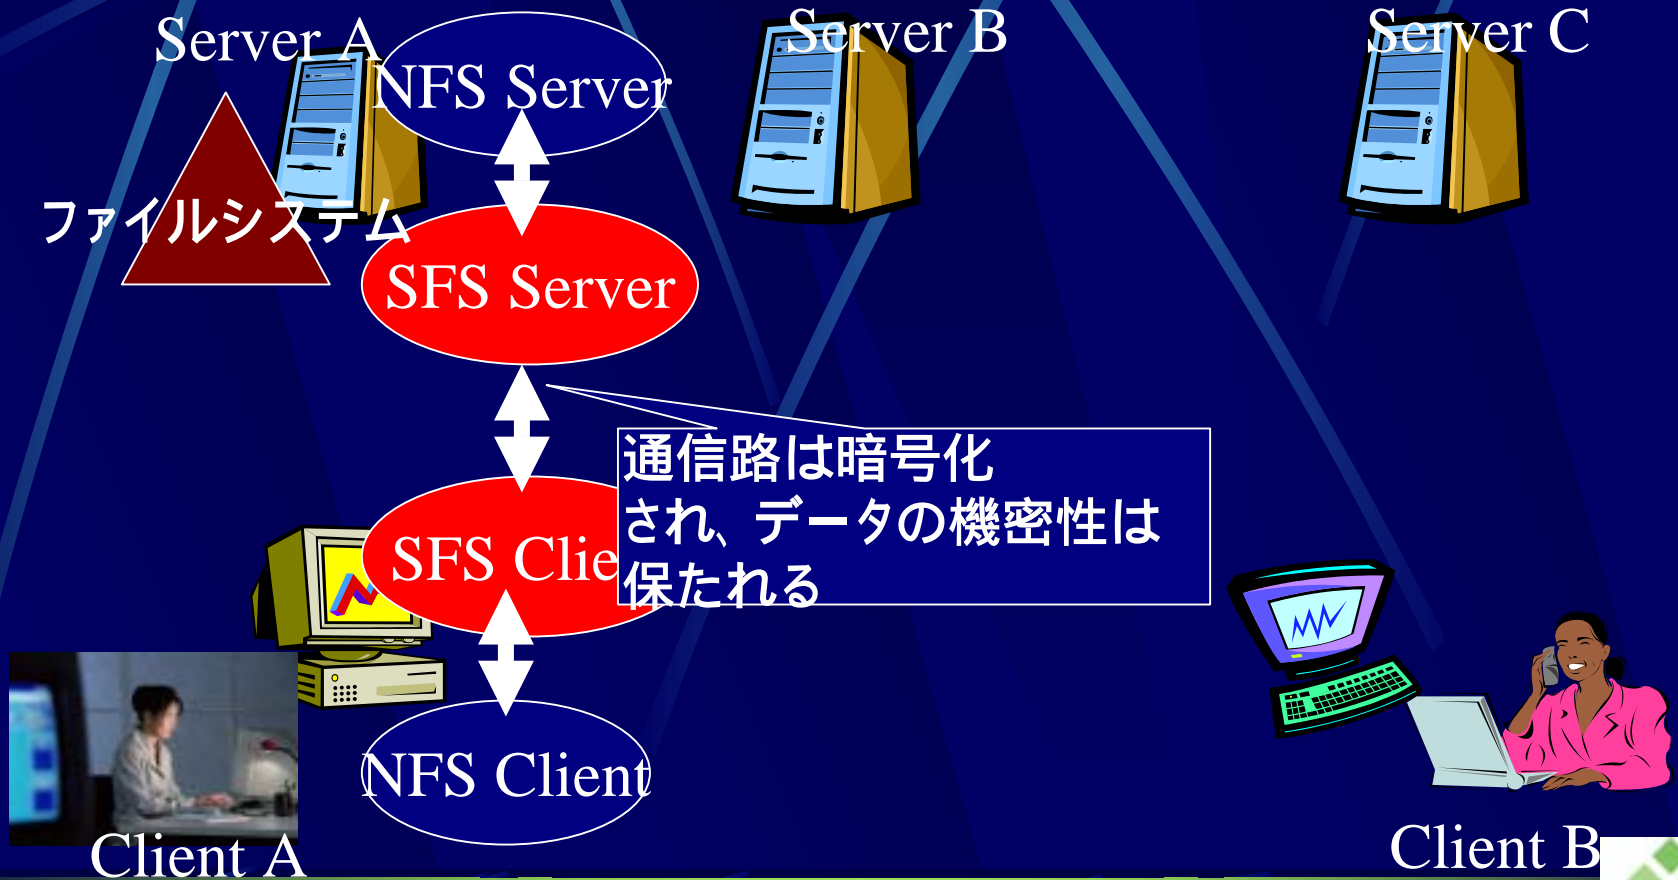 Server A
Server B
Server C
NFS Server
ファイルシステム
SFS Server
通信路は暗号化
され、データの機密性は
保たれる
SFS Clie
NFS Client
Client A
Client B